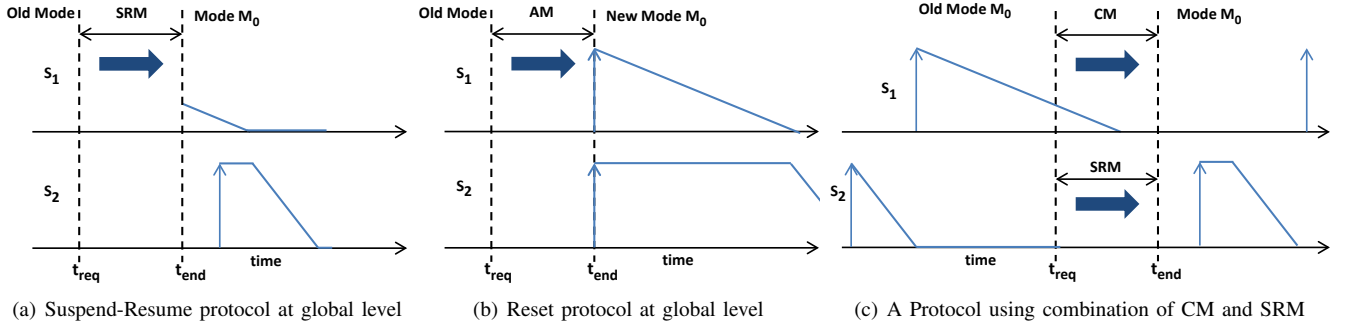 Old Mode
SRM
Mode M0
S1
S2
treq
tend
time
(a) Suspend-Resume protocol at global level
Old Mode
AM
New Mode M0
S1
S2
treq
tend
time
(b) Reset protocol at global level
Old Mode M0
CM
Mode M0
S1
SRM
S2
time
treq
tend
(c) A Protocol using combination of CM and SRM